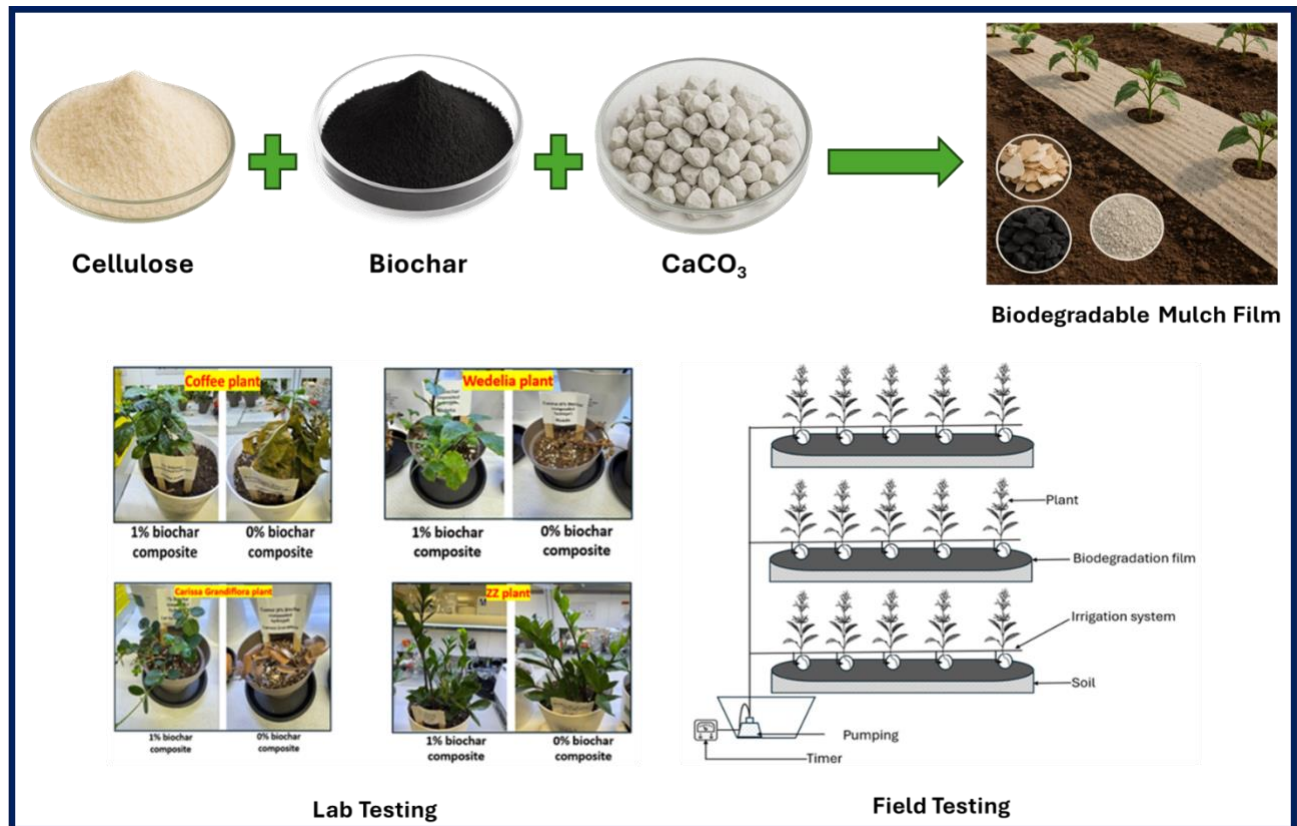 Cellulose
Biochar
CaCO₃
Biodegradable Mulch Film
Coffee plant
1% biochar
composite
0% biochar
composite
Wedelia plant
1% biochar
composite
0% biochar
composite
Carissa Grandiflora plant
1% biochar
composite
0% biochar
composite
ZZ plant
1% biochar
composite
0% biochar
composite
Lab Testing
Plant
Biodegradation film
Irrigation system
Soil
Pumping
Timer
Field Testing